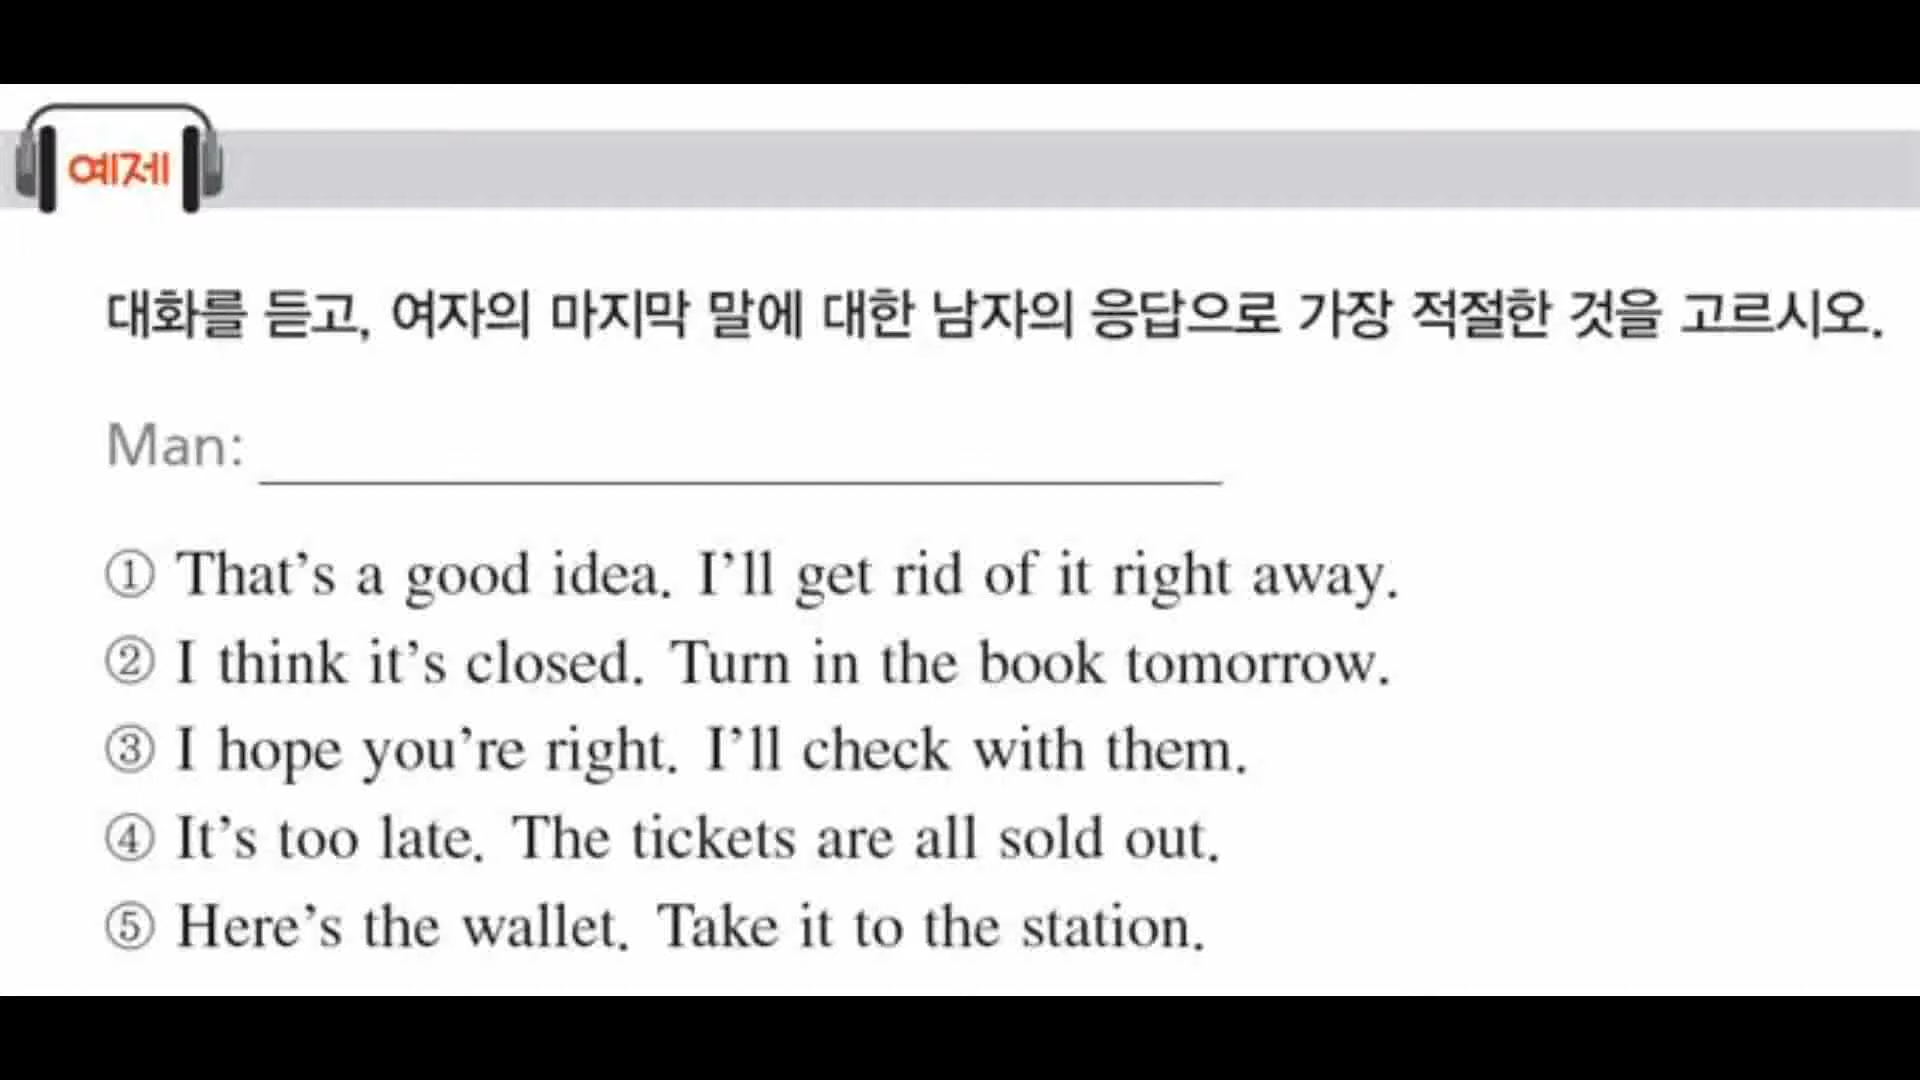 예제
대화를 듣고, 여자의 마지막 말에 대한 남자의 응답으로 가장 적절한 것을 고르시오.
Man: ____________________
① That’s a good idea. I’ll get rid of it right away.
② I think it’s closed. Turn in the book tomorrow.
③ I hope you’re right. I’ll check with them.
④ It’s too late. The tickets are all sold out.
⑤ Here’s the wallet. Take it to the station.